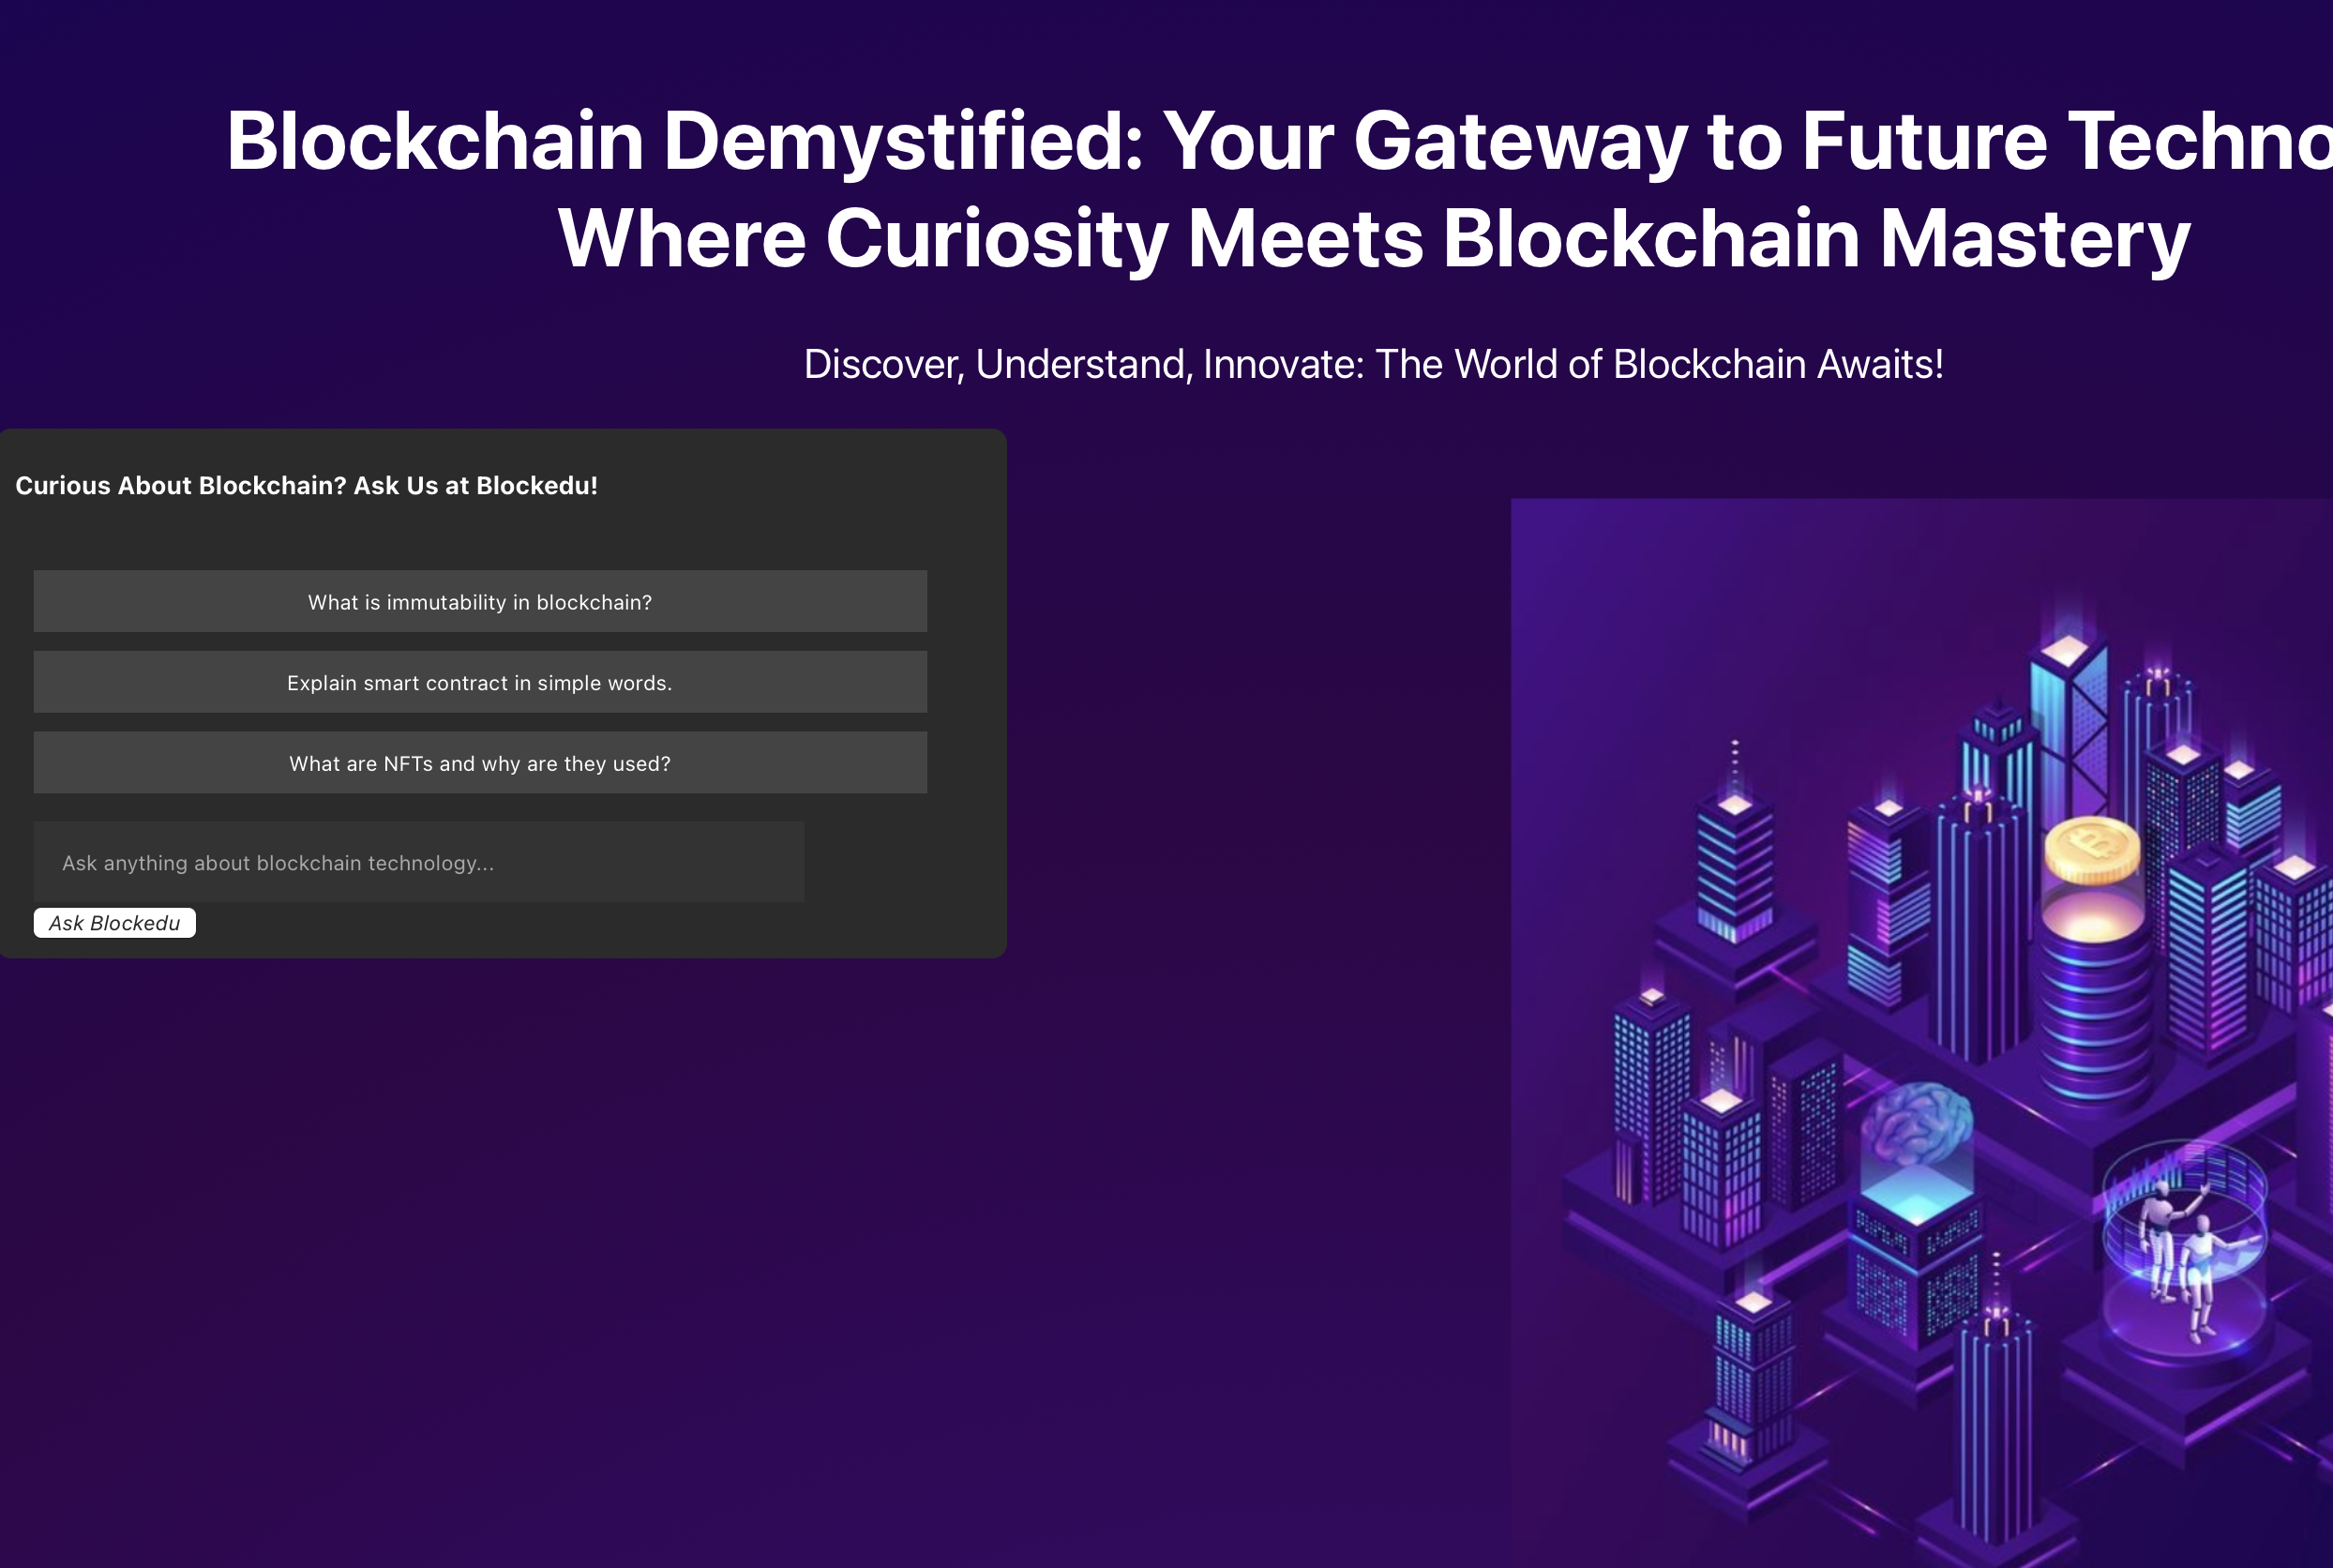 Blockchain Demystified: Your Gateway to Future Techno
Where Curiosity Meets Blockchain Mastery
Discover, Understand, Innovate: The World of Blockchain Awaits!
Curious About Blockchain? Ask Us at Blockedu!
What is immutability in blockchain?
Explain smart contract in simple words.
What are NFTs and why are they used?
Ask anything about blockchain technology...
Ask Blockedu